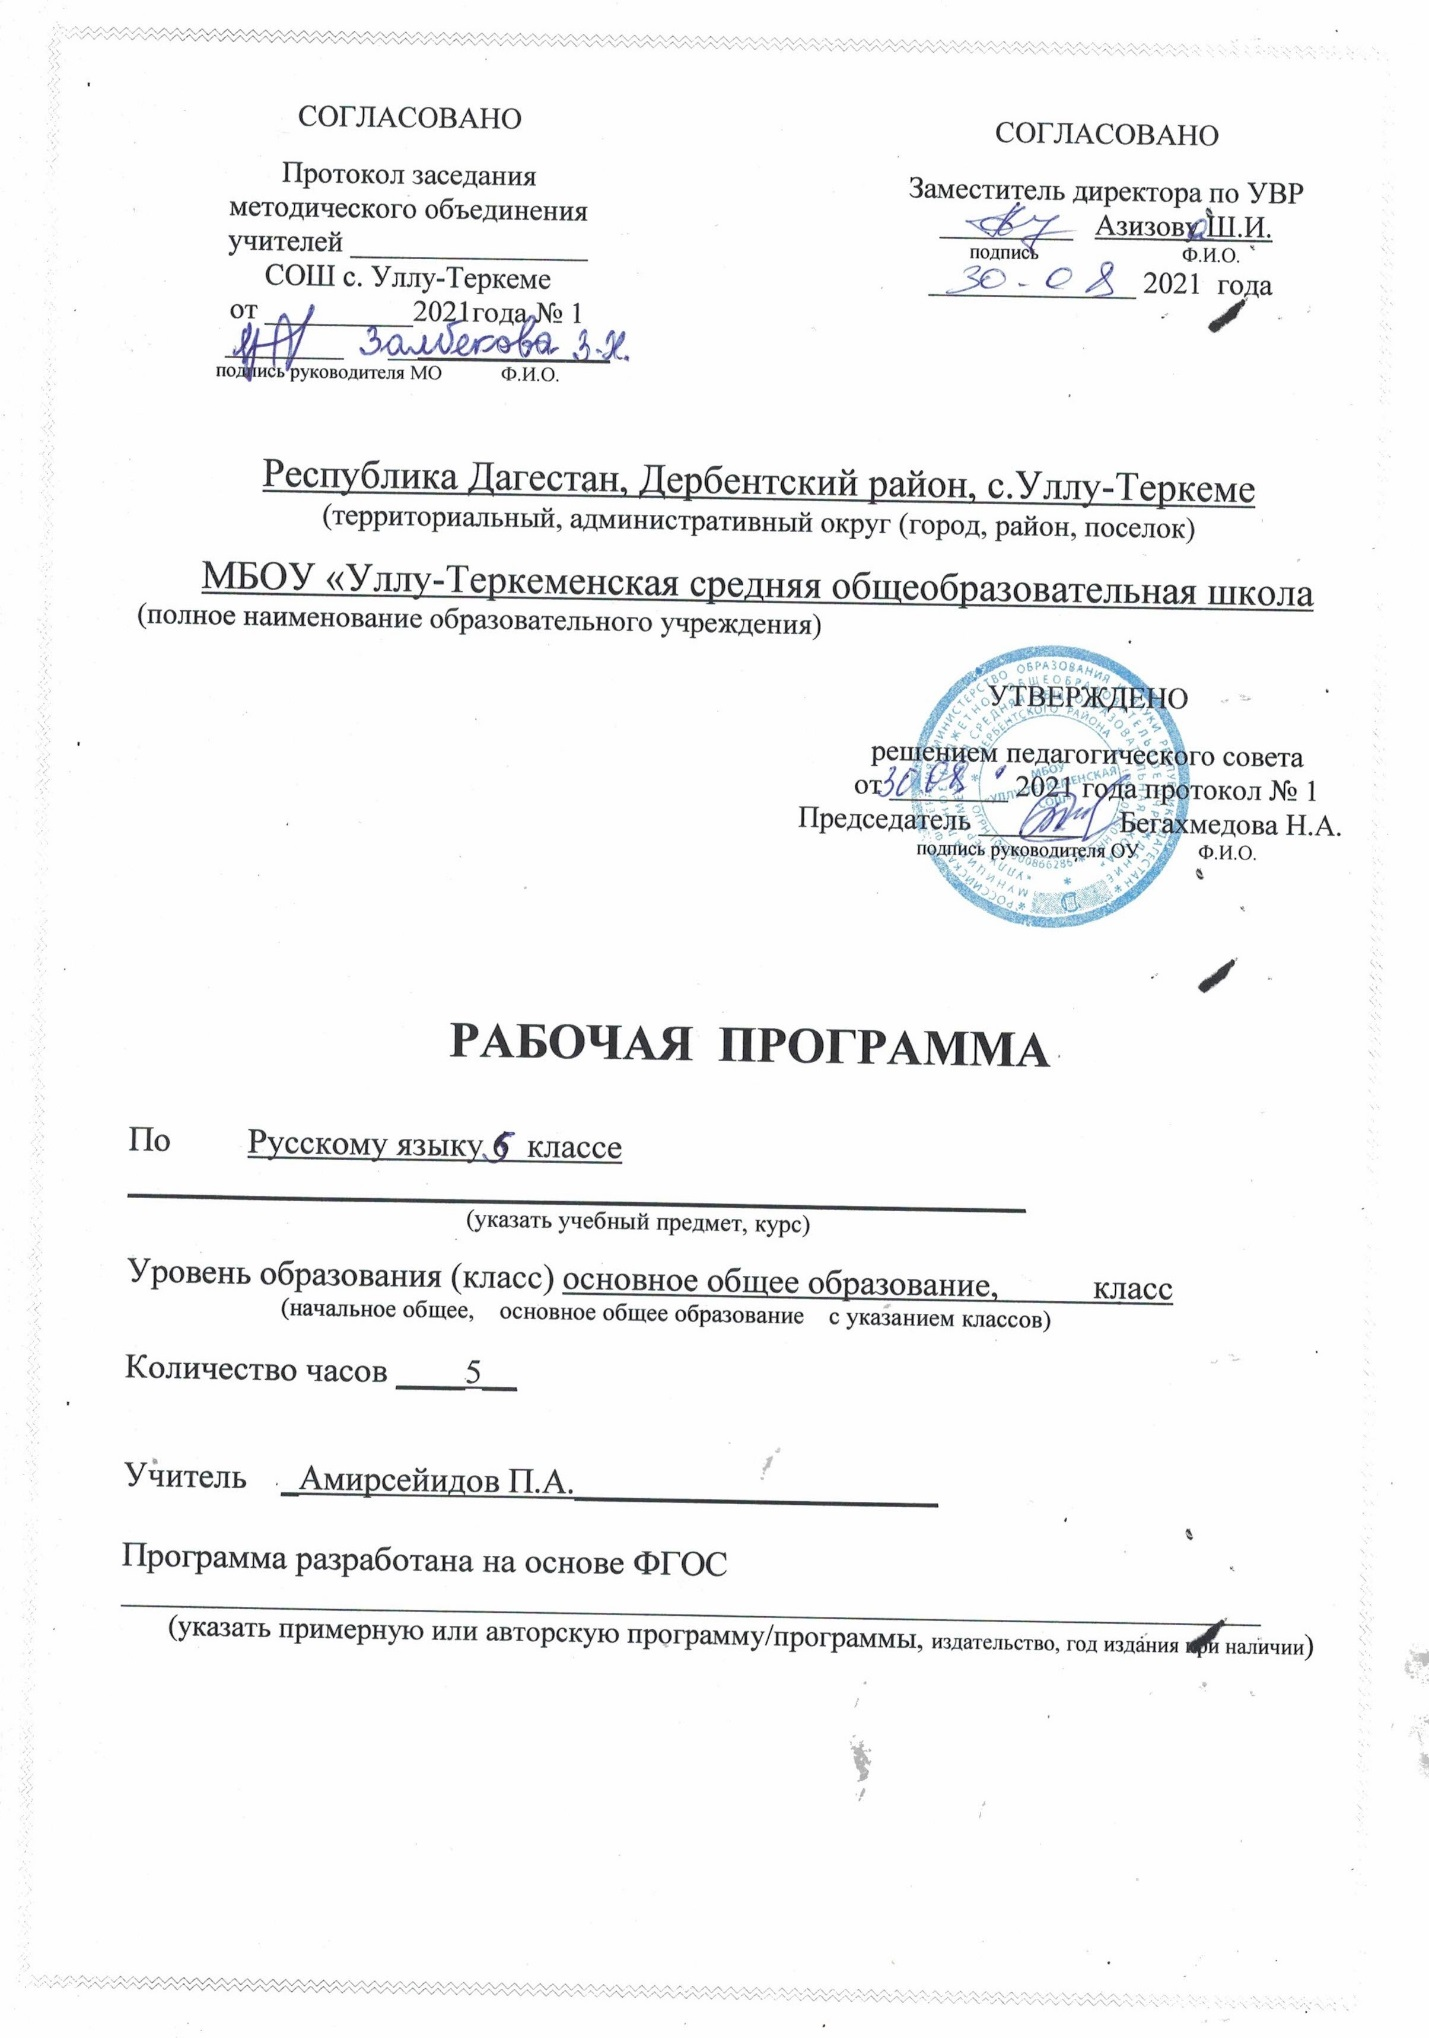 СОГЛАСОВАНО
Протокол заседания
методического объединения
учителей _________________
СОШ с. Уллу-Теркеме
от ___________2021года № 1
Залбекова З.Н.
подпись руководителя МО Ф.И.О.
СОГЛАСОВАНО
Заместитель директора по УВР
Азизову Ш.И.
подпись Ф.И.О.
30-08 2021 года
Республика Дагестан, Дербентский район, с.Уллу-Теркеме
(территориальный, административный округ (город, район, поселок)
МБОУ «Уллу-Теркеменская средняя общеобразовательная школа
(полное наименование образовательного учреждения)
УТВЕРЖДЕНО
решением педагогического совета
от 30.08 2021 года протокол № 1
Председатель ________ Бегахмедова Н.А.
подпись руководителя ОУ Ф.И.О.
РАБОЧАЯ ПРОГРАММА
По Русскому языку 6 классе
(указать учебный предмет, курс)
Уровень образования (класс) основное общее образование, класс
(начальное общее, основное общее образование с указанием классов)
Количество часов ____5__
Учитель _Амирсейидов П.А.
Программа разработана на основе ФГОС
(указать примерную или авторскую программу/программы, издательство, год издания при наличии)